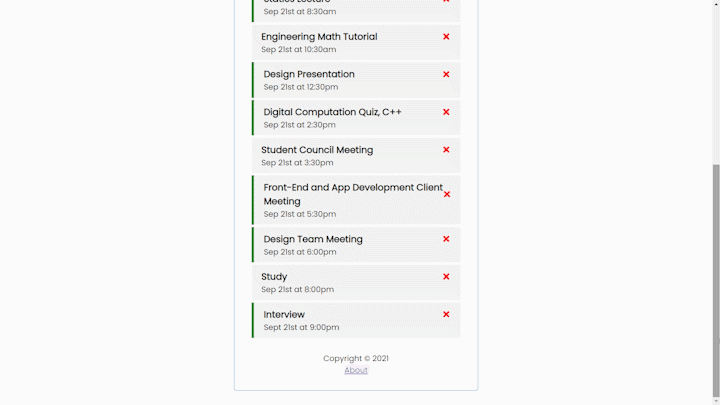 Statics Lecture
Sep 21st at 8:30am
Engineering Math Tutorial
Sep 21st at 10:30am
Design Presentation
Sep 21st at 12:30pm
Digital Computation Quiz, C++
Sep 21st at 2:30pm
Student Council Meeting
Sep 21st at 3:30pm
Front-End and App Development Client
Meeting
Sep 21st at 5:30pm
Design Team Meeting
Sep 21st at 6:00pm
Study
Sep 21st at 8:00pm
Interview
Sept 21st at 9:00pm
Copyright © 2021
About